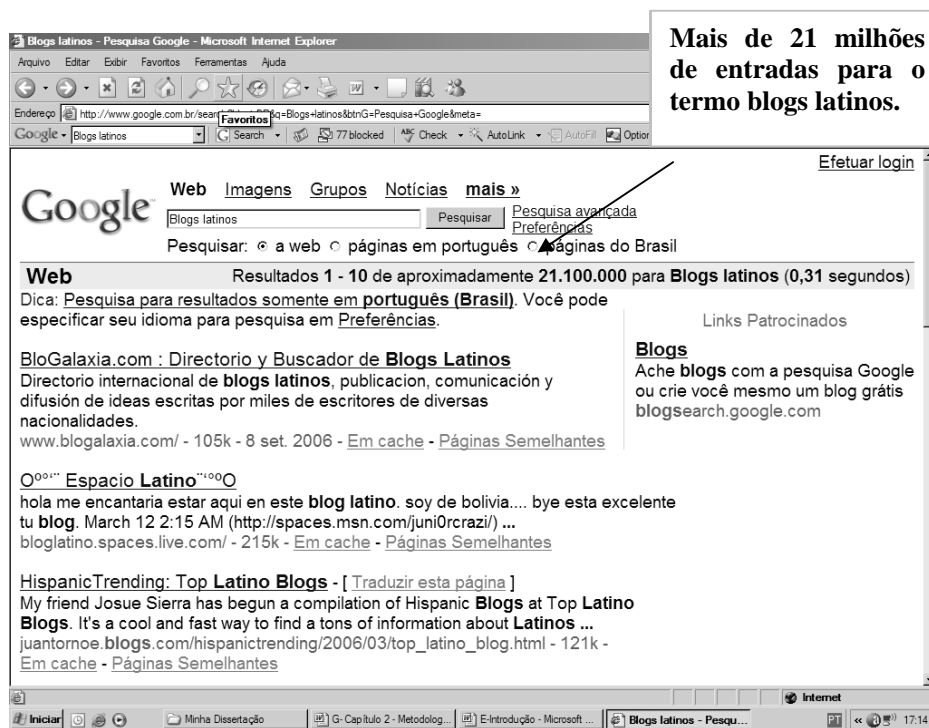 Mais de 21 milhões
de entradas para o
termo blogs latinos.
Blogs latinos - Pesquisa Google - Microsoft Internet Explorer
Arquivo Editar Exibir Favoritos Ferramentas Ajuda
Endereço http://www.google.com.br/sear q=Blogs+latinos&btnG=Pesquisa+Google&meta=
Favoritos
Google Blogs latinos Search 77 blocked Check AutoLink AutoFill Option
Efetuar login
Google Web Imagens Grupos Notícias mais »
Blogs latinos Pesquisar Pesquisa avançada
Preferências
Pesquisar: a web páginas em português páginas do Brasil
Web Resultados 1 - 10 de aproximadamente 21.100.000 para Blogs latinos (0,31 segundos)
Dica: Pesquisa para resultados somente em português (Brasil). Você pode
especificar seu idioma para pesquisa em Preferências.
Links Patrocinados
Blogs
Ache blogs com a pesquisa Google
ou crie você mesmo um blog grátis
blogsearch.google.com
BloGalaxia.com : Directorio y Buscador de Blogs Latinos
Directorio internacional de blogs latinos, publicacion, comunicación y
difusión de ideas escritas por miles de escritores de diversas
nacionalidades.
www.blogalaxia.com/ - 105k - 8 set. 2006 - Em cache - Páginas Semelhantes
Oºº'¨ Espacio Latino¨'ººO
hola me encantaria estar aqui en este blog latino. soy de bolivia.... bye esta excelente
tu blog. March 12 2:15 AM (http://spaces.msn.com/juni0rcrazi/) ...
bloglatino.spaces.live.com/ - 215k - Em cache - Páginas Semelhantes
HispanicTrending: Top Latino Blogs - [ Traduzir esta página ]
My friend Josue Sierra has begun a compilation of Hispanic Blogs at Top Latino
Blogs. It's a cool and fast way to find a tons of information about Latinos ...
juantornoe.blogs.com/hispanictrending/2006/03/top_latino_blog.html - 121k -
Em cache - Páginas Semelhantes
Internet
Iniciar Minha Dissertação G- Capítulo 2 - Metodolog... E-Introdução - Microsoft ... Blogs latinos - Pesqu... PT 17:14